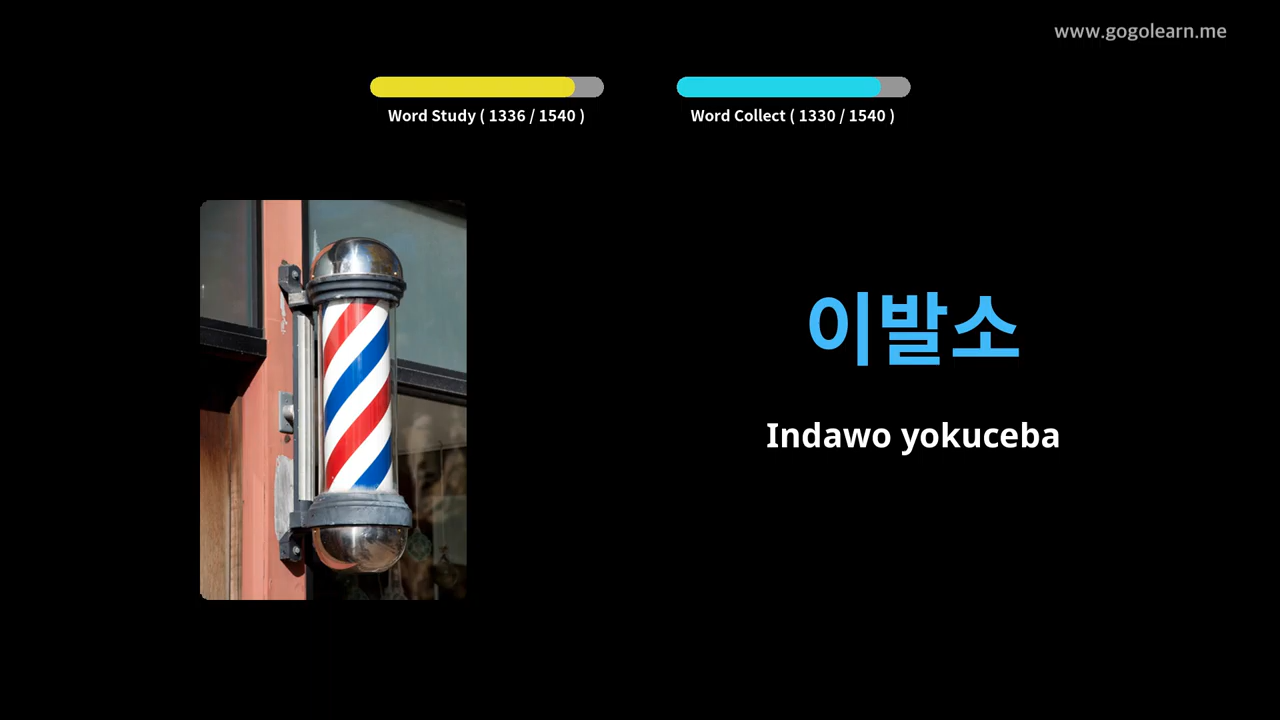 www.gogolearn.me
Word Study ( 1336 / 1540 )
Word Collect ( 1330 / 1540 )
이발소
Indawo yokuceba